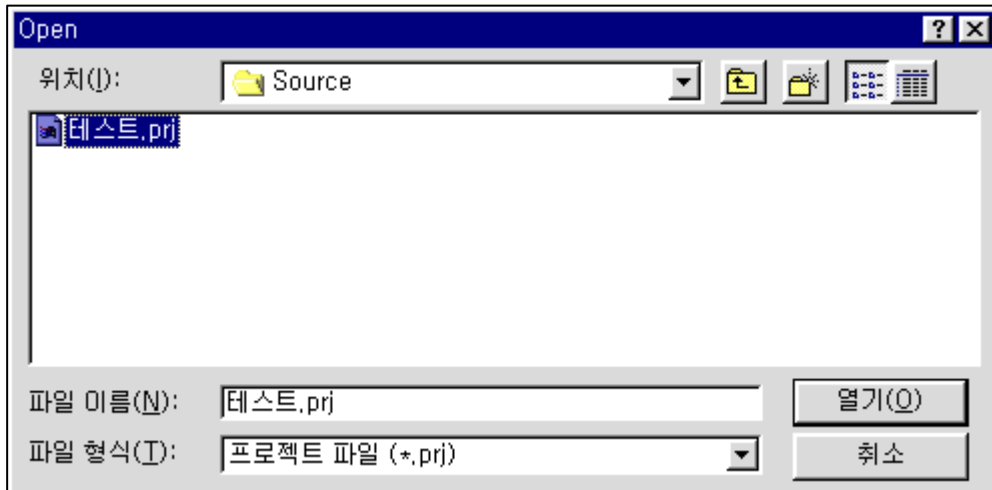 Open
위치(I): Source
테스트.prj
파일 이름(N): 테스트.prj 열기(O)
파일 형식(T): 프로젝트 파일 (*.prj) 취소